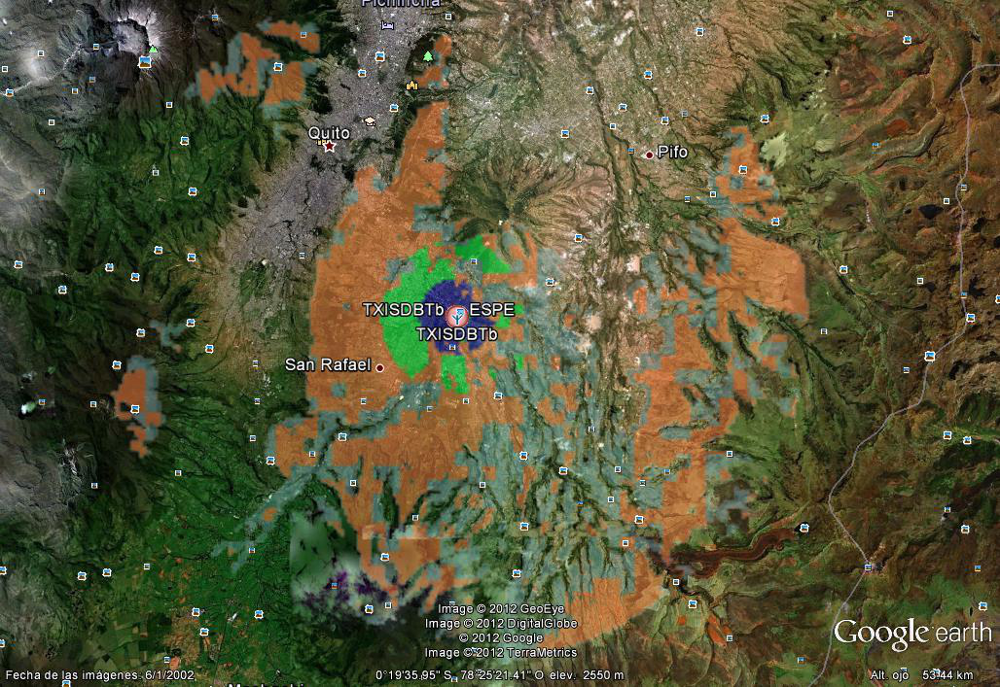 Pichincha
Quito
Pifo
TXISDBTb ESPE
TXISDBTb
San Rafael
Image © 2012 GeoEye
Image © 2012 DigitalGlobe
© 2012 Google
Image © 2012 TerraMetrics
Google earth
Fecha de las imágenes: 6/1/2002
0°19'35.95" S 78°25'21.41" O elev. 2550 m
Alt. ojo 53.44 km